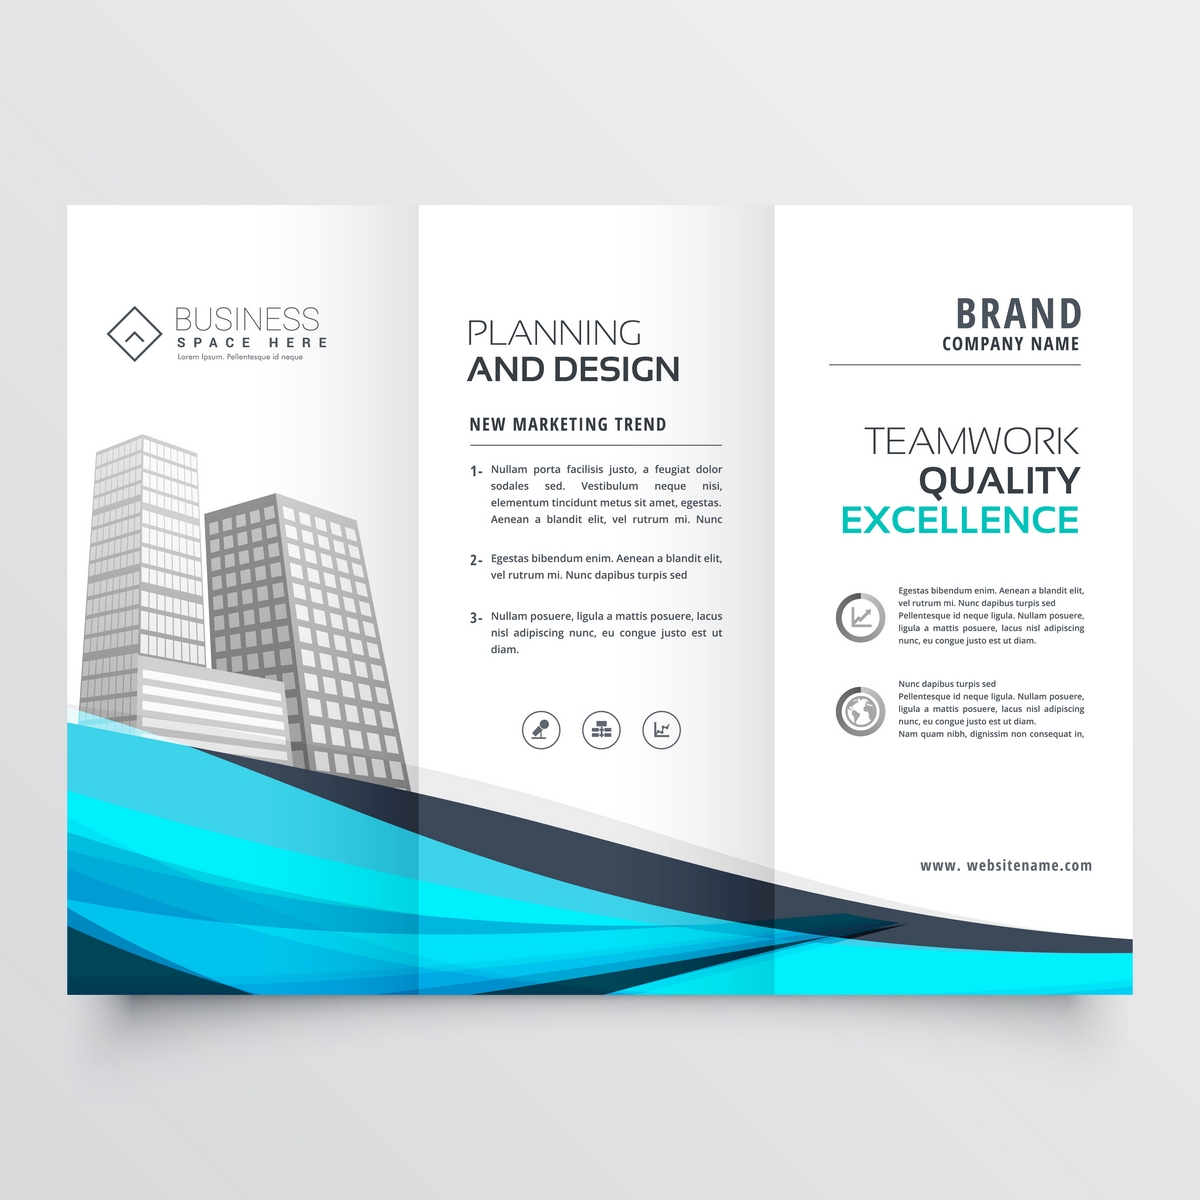 BUSINESS
SPACE HERE
Lorem Ipsum. Pellentesque id neque
PLANNING
AND DESIGN
NEW MARKETING TREND
1- Nullam porta facilisis justo, a feugiat dolor
sodales sed. Vestibulum neque nisi,
elementum tincidunt metus sit amet, egestas.
Aenean a blandit elit, vel rutrum mi. Nunc
2- Egestas bibendum enim. Aenean a blandit elit,
vel rutrum mi. Nunc dapibus turpis sed
3- Nullam posuere, ligula a mattis posuere, lacus
nisl adipiscing nunc, eu congue justo est ut
diam.
BRAND
COMPANY NAME
TEAMWORK
QUALITY
EXCELLENCE
Egestas bibendum enim. Aenean a blandit elit,
vel rutrum mi. Nunc dapibus turpis sed
Pellentesque id neque ligula. Nullam posuere,
ligula a mattis posuere, lacus nisl adipiscing
nunc, eu congue justo est ut diam.
Nunc dapibus turpis sed
Pellentesque id neque ligula. Nullam posuere,
ligula a mattis posuere, lacus nisl adipiscing
nunc, eu congue justo est ut diam.
Nam quam nibh, dignissim non consequat in,
www. websitename.com